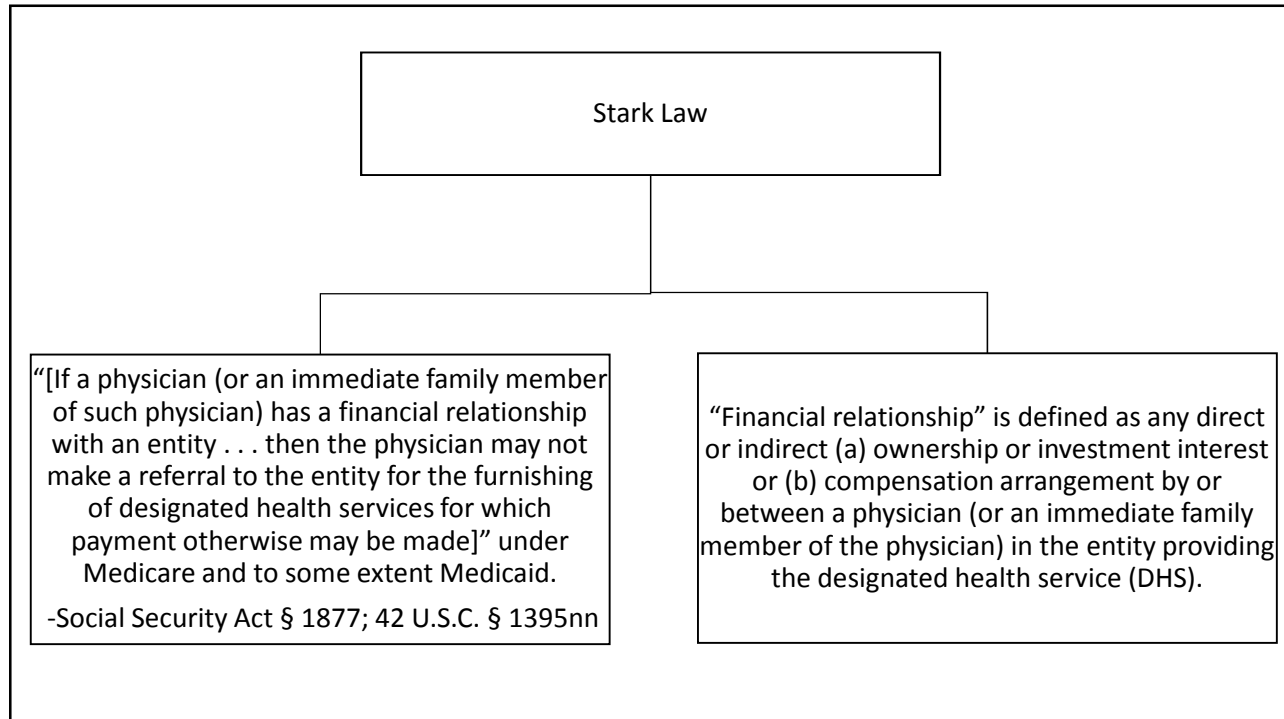 Stark Law
“[If a physician (or an immediate family member
of such physician) has a financial relationship
with an entity . . . then the physician may not
make a referral to the entity for the furnishing
of designated health services for which
payment otherwise may be made]” under
Medicare and to some extent Medicaid.
-Social Security Act § 1877; 42 U.S.C. § 1395nn
“Financial relationship” is defined as any direct
or indirect (a) ownership or investment interest
or (b) compensation arrangement by or
between a physician (or an immediate family
member of the physician) in the entity providing
the designated health service (DHS).